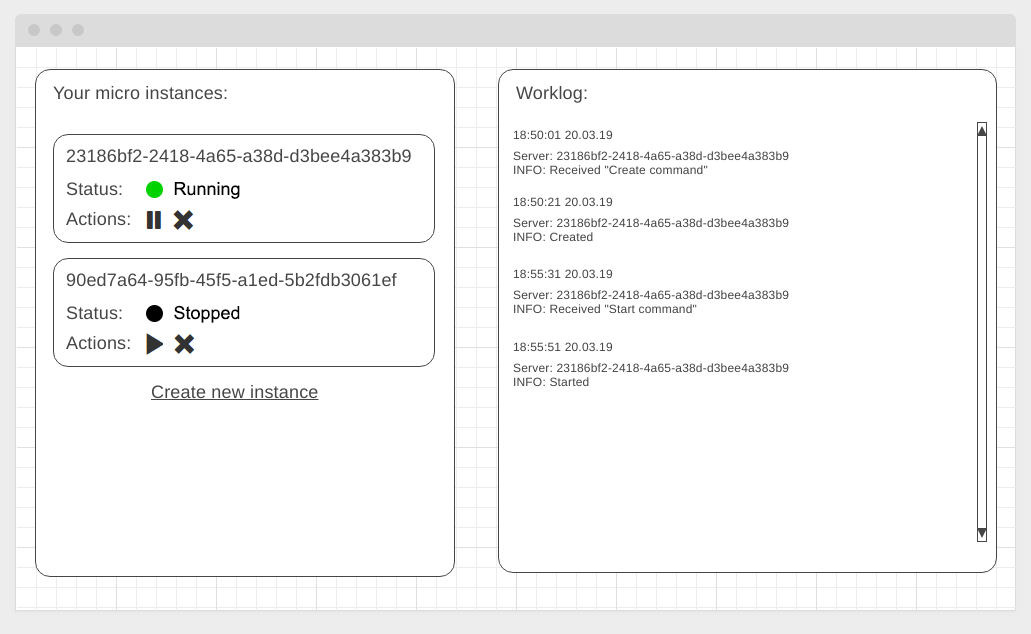 Your micro instances:
23186bf2-2418-4a65-a38d-d3bee4a383b9
Status: Running
Actions:
90ed7a64-95fb-45f5-a1ed-5b2fdb3061ef
Status: Stopped
Actions:
Create new instance
Worklog:
18:50:01 20.03.19
Server: 23186bf2-2418-4a65-a38d-d3bee4a383b9
INFO: Received "Create command"
18:50:21 20.03.19
Server: 23186bf2-2418-4a65-a38d-d3bee4a383b9
INFO: Created
18:55:31 20.03.19
Server: 23186bf2-2418-4a65-a38d-d3bee4a383b9
INFO: Received "Start command"
18:55:51 20.03.19
Server: 23186bf2-2418-4a65-a38d-d3bee4a383b9
INFO: Started